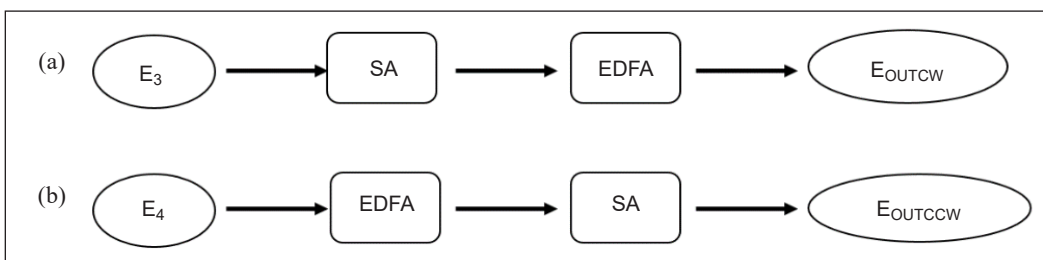 (a) E3 SA EDFA EOUTCW
(b) E4 EDFA SA EOUTCCW